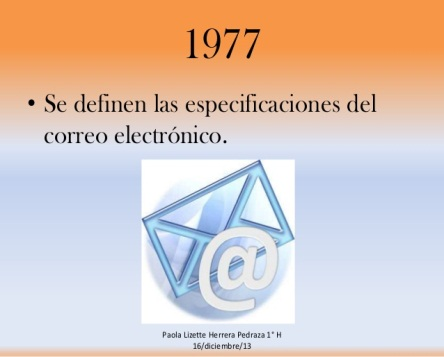 1977
• Se definen las especificaciones del
correo electrónico.
@
Paola Lizette Herrera Pedraza 1° H
16/diciembre/13